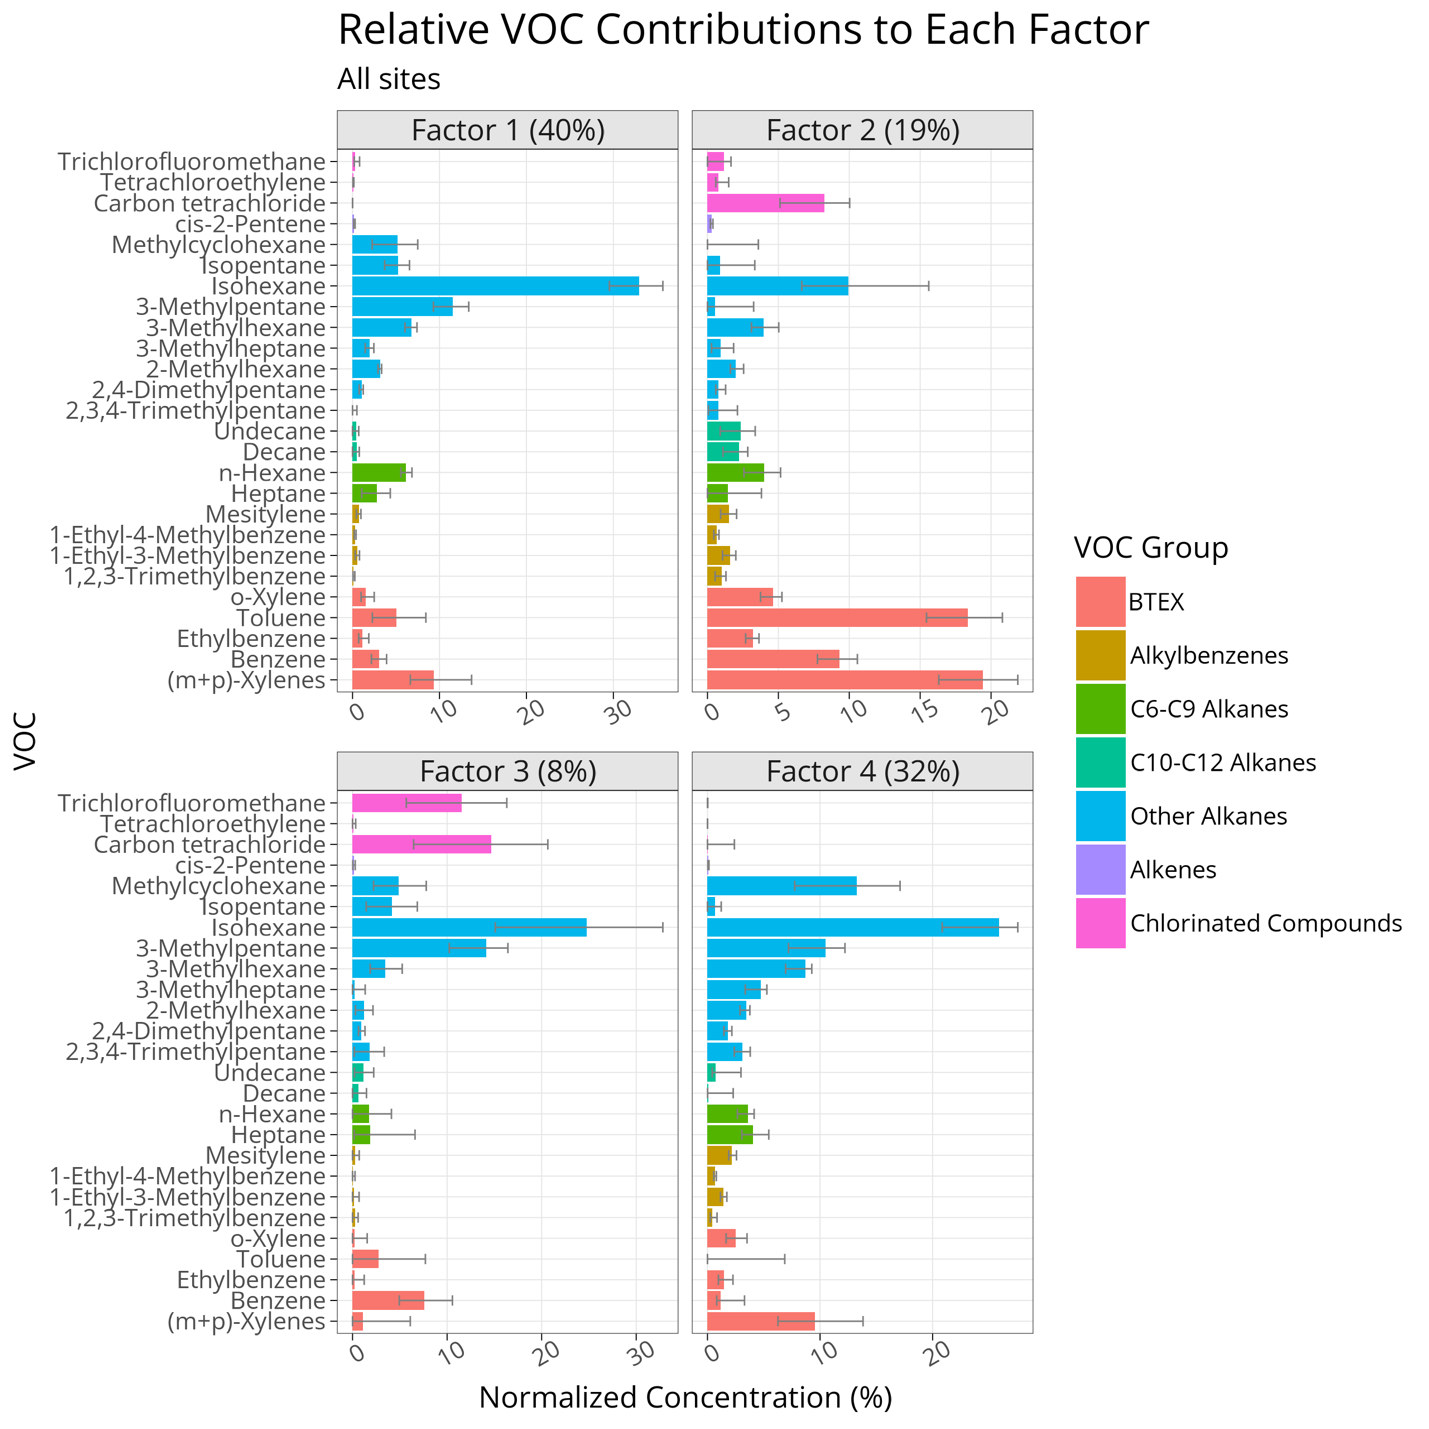 Relative VOC Contributions to Each Factor
All sites
Factor 1 (40%)
Factor 2 (19%)
Trichlorofluoromethane
Tetrachloroethylene
Carbon tetrachloride
cis-2-Pentene
Methylcyclohexane
Isopentane
Isohexane
3-Methylpentane
3-Methylhexane
3-Methylheptane
2-Methylhexane
2,4-Dimethylpentane
2,3,4-Trimethylpentane
Undecane
Decane
n-Hexane
Heptane
Mesitylene
1-Ethyl-4-Methylbenzene
1-Ethyl-3-Methylbenzene
1,2,3-Trimethylbenzene
o-Xylene
Toluene
Ethylbenzene
Benzene
(m+p)-Xylenes
0 10 20 30
0 5 10 15 20
VOC
Factor 3 (8%)
Factor 4 (32%)
Trichlorofluoromethane
Tetrachloroethylene
Carbon tetrachloride
cis-2-Pentene
Methylcyclohexane
Isopentane
Isohexane
3-Methylpentane
3-Methylhexane
3-Methylheptane
2-Methylhexane
2,4-Dimethylpentane
2,3,4-Trimethylpentane
Undecane
Decane
n-Hexane
Heptane
Mesitylene
1-Ethyl-4-Methylbenzene
1-Ethyl-3-Methylbenzene
1,2,3-Trimethylbenzene
o-Xylene
Toluene
Ethylbenzene
Benzene
(m+p)-Xylenes
0 10 20 30
0 10 20
Normalized Concentration (%)
VOC Group
BTEX
Alkylbenzenes
C6-C9 Alkanes
C10-C12 Alkanes
Other Alkanes
Alkenes
Chlorinated Compounds